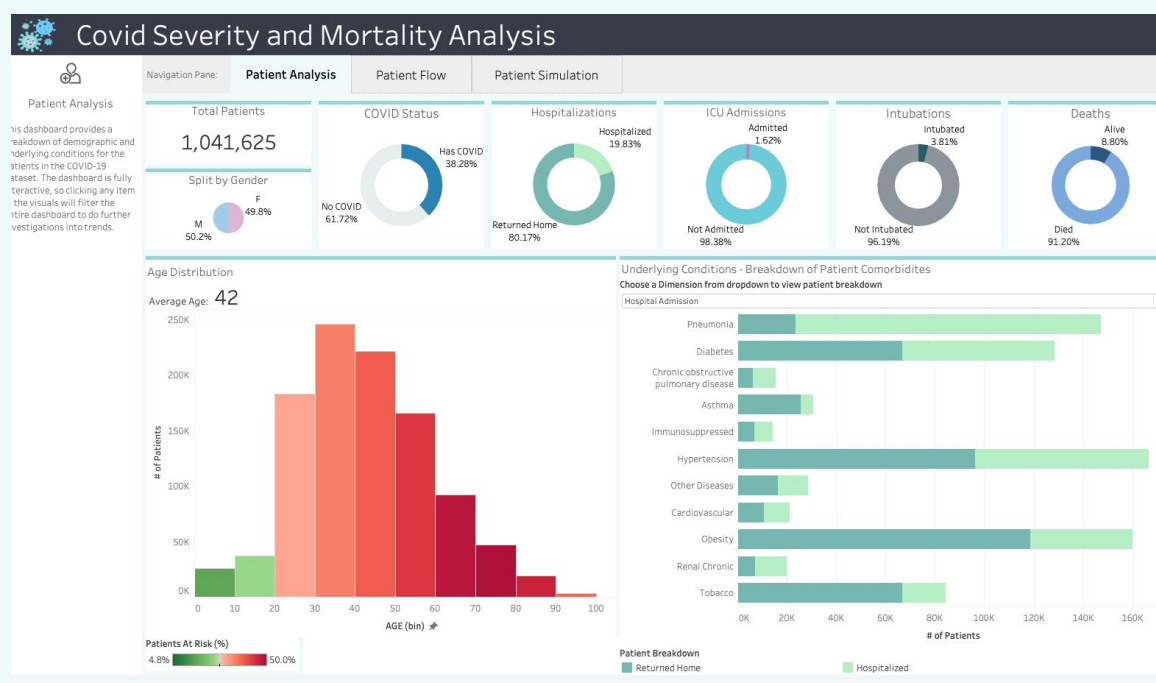 Covid Severity and Mortality Analysis
Patient Analysis
his dashboard provides a
reakdown of demographic and
nderlying conditions for the
atients in the COVID-19
ataset. The dashboard is fully
teractive, so clicking any item
the visuals will filter the
ntire dashboard to do further
vestigations into trends.
Navigation Pane:
Patient Analysis
Patient Flow
Patient Simulation
Total Patients
1,041,625
Split by Gender
F
49.8%
M
50.2%
COVID Status
Has COVID
38.28%
No COVID
61.72%
Hospitalizations
Hospitalized
19.83%
Returned Home
80.17%
ICU Admissions
Admitted
1.62%
Not Admitted
98.38%
Intubations
Intubated
3.81%
Not Intubated
96.19%
Deaths
Alive
8.80%
Died
91.20%
Age Distribution
Average Age: 42
250K
200K
150K
100K
50K
0K
# of Patients
0 10 20 30 40 50 60 70 80 90 100
AGE (bin)
Patients At Risk (%)
4.8% 50.0%
Underlying Conditions - Breakdown of Patient Comorbidites
Choose a Dimension from dropdown to view patient breakdown
Hospital Admission
Pneumonia
Diabetes
Chronic obstructive
pulmonary disease
Asthma
Immunosuppressed
Hypertension
Other Diseases
Cardiovascular
Obesity
Renal Chronic
Tobacco
0K 20K 40K 60K 80K 100K 120K 140K 160K
# of Patients
Patient Breakdown
Returned Home
Hospitalized